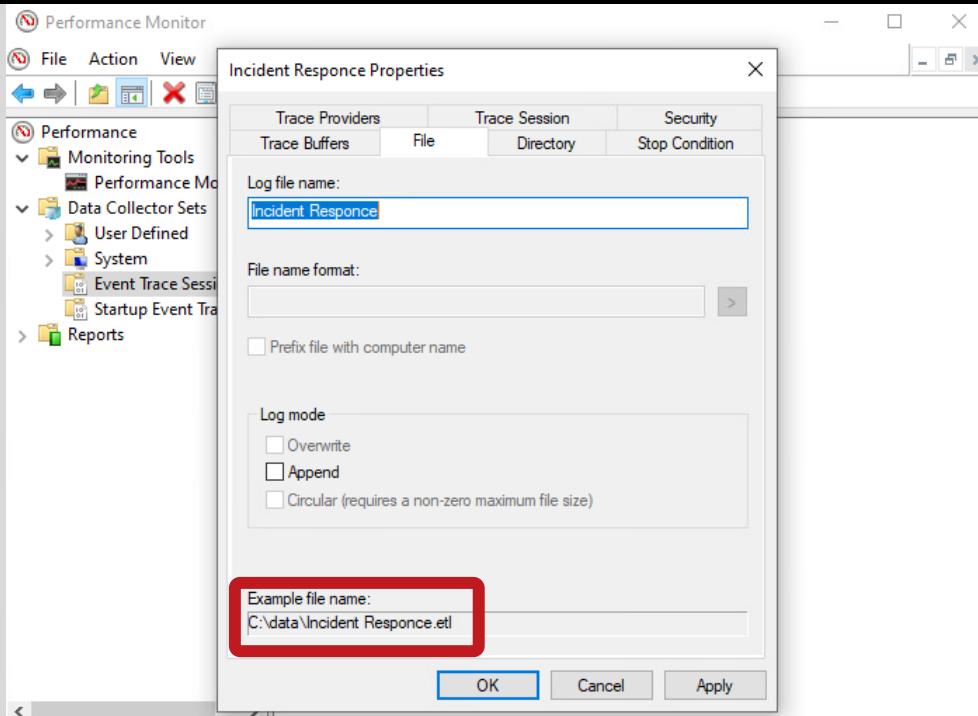 Performance Monitor
File Action View
Incident Responce Properties
Trace Providers Trace Session Security
Trace Buffers File Directory Stop Condition
Performance
Monitoring Tools
Performance Mo
Data Collector Sets
User Defined
System
Event Trace Sessi
Startup Event Tra
Reports
Log file name:
Incident Responce
File name format:
>
Prefix file with computer name
Log mode
Overwrite
Append
Circular (requires a non-zero maximum file size)
Example file name:
C:\data\Incident Responce.etl
OK Cancel Apply